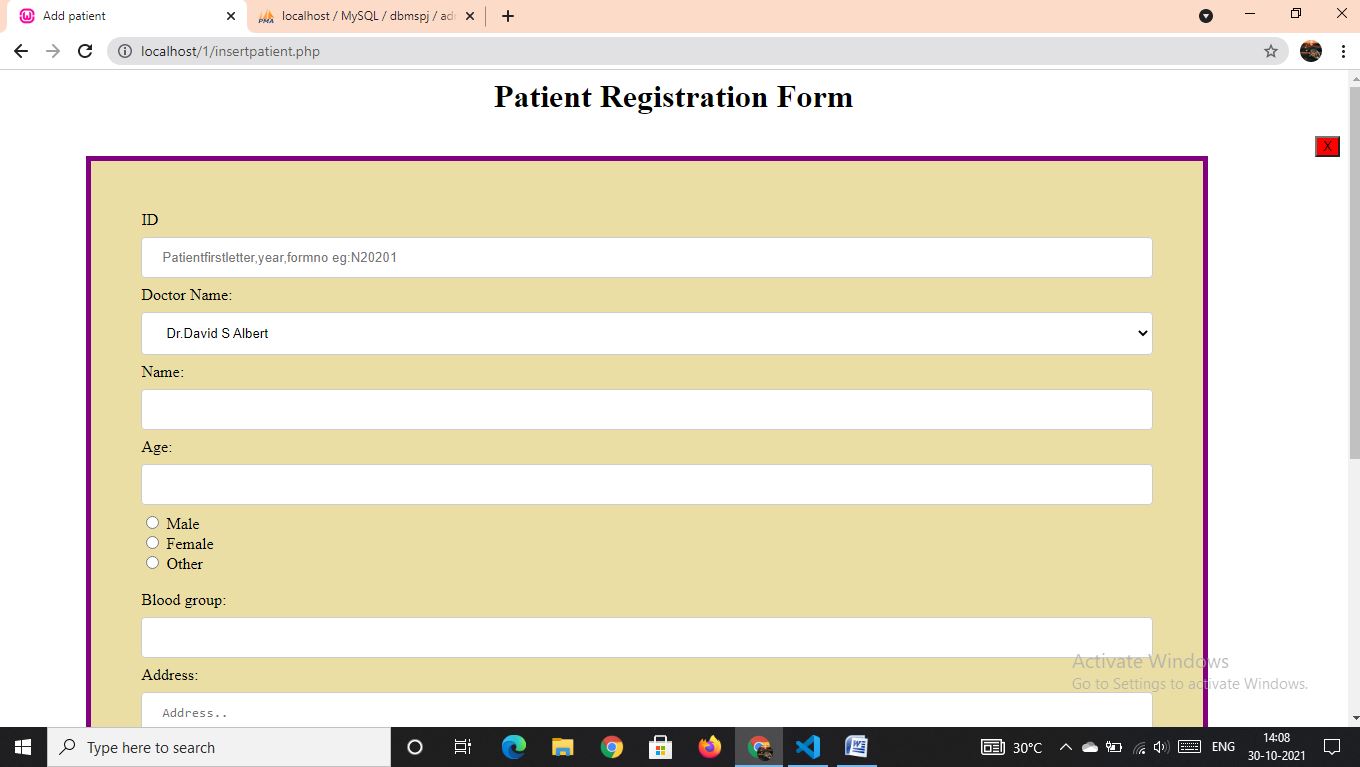 Add patient
localhost / MySQL / dbmspj / ad
localhost/1/insertpatient.php
Patient Registration Form
X
ID
Patientfirstletter,year,formno eg:N20201
Doctor Name:
Dr.David S Albert
Name:
Age:
Male
Female
Other
Blood group:
Address:
Address..
Activate Windows
Go to Settings to activate Windows.
Type here to search
30°C
ENG
14:08
30-10-2021